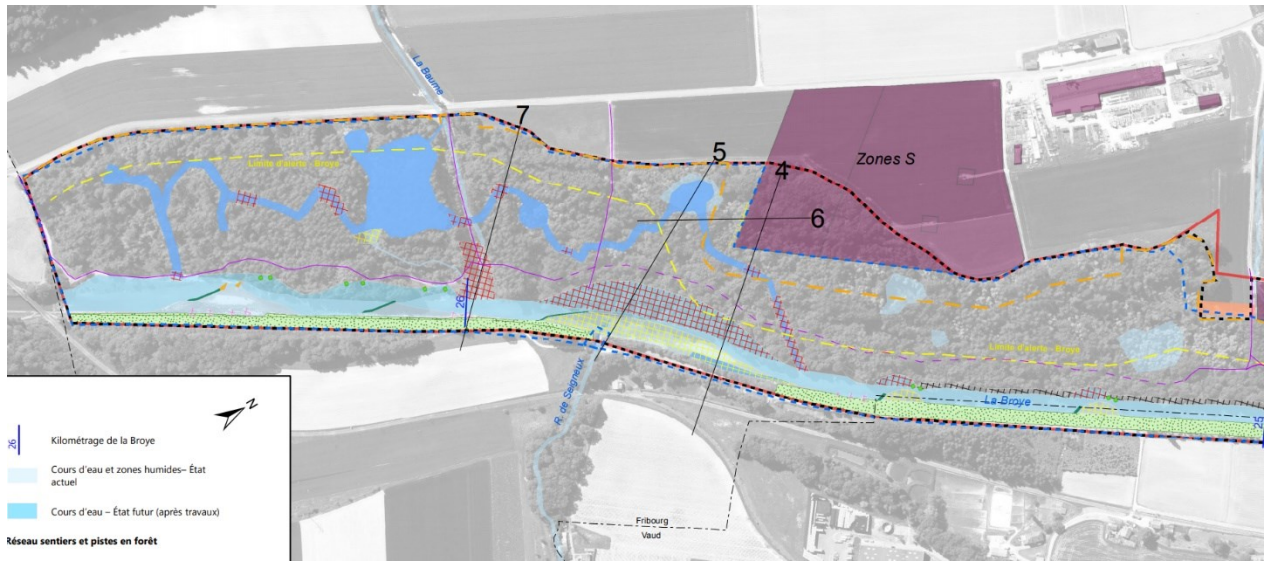 La Baume
7
5
4
Zones S
6
Limite d'alerte - Broye
26
Limite d'alerte - Broye
La Broye
25
R. de Seigneux
Fribourg
Vaud
N
26
Kilométrage de la Broye
Cours d'eau et zones humides– État
actuel
Cours d'eau – État futur (après travaux)
Réseau sentiers et pistes en forêt